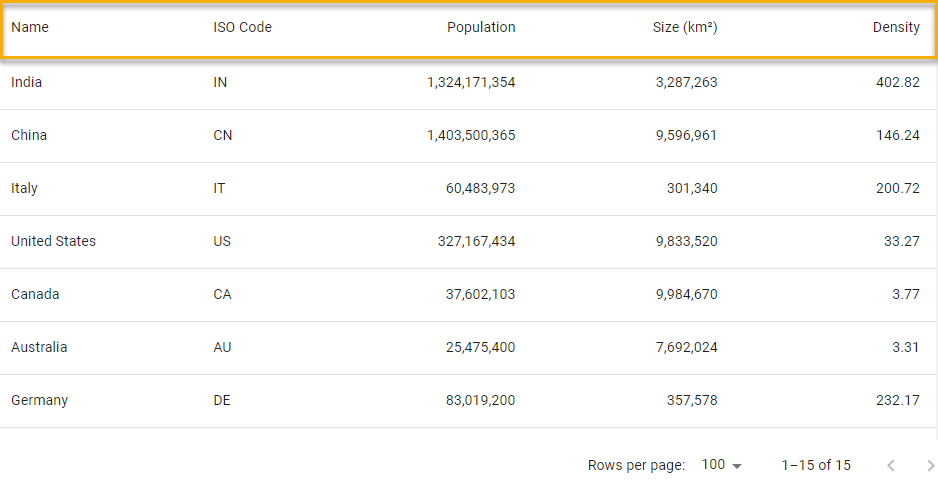 Name ISO Code Population Size (km²) Density
India IN 1,324,171,354 3,287,263 402.82
China CN 1,403,500,365 9,596,961 146.24
Italy IT 60,483,973 301,340 200.72
United States US 327,167,434 9,833,520 33.27
Canada CA 37,602,103 9,984,670 3.77
Australia AU 25,475,400 7,692,024 3.31
Germany DE 83,019,200 357,578 232.17
Rows per page: 100 1–15 of 15